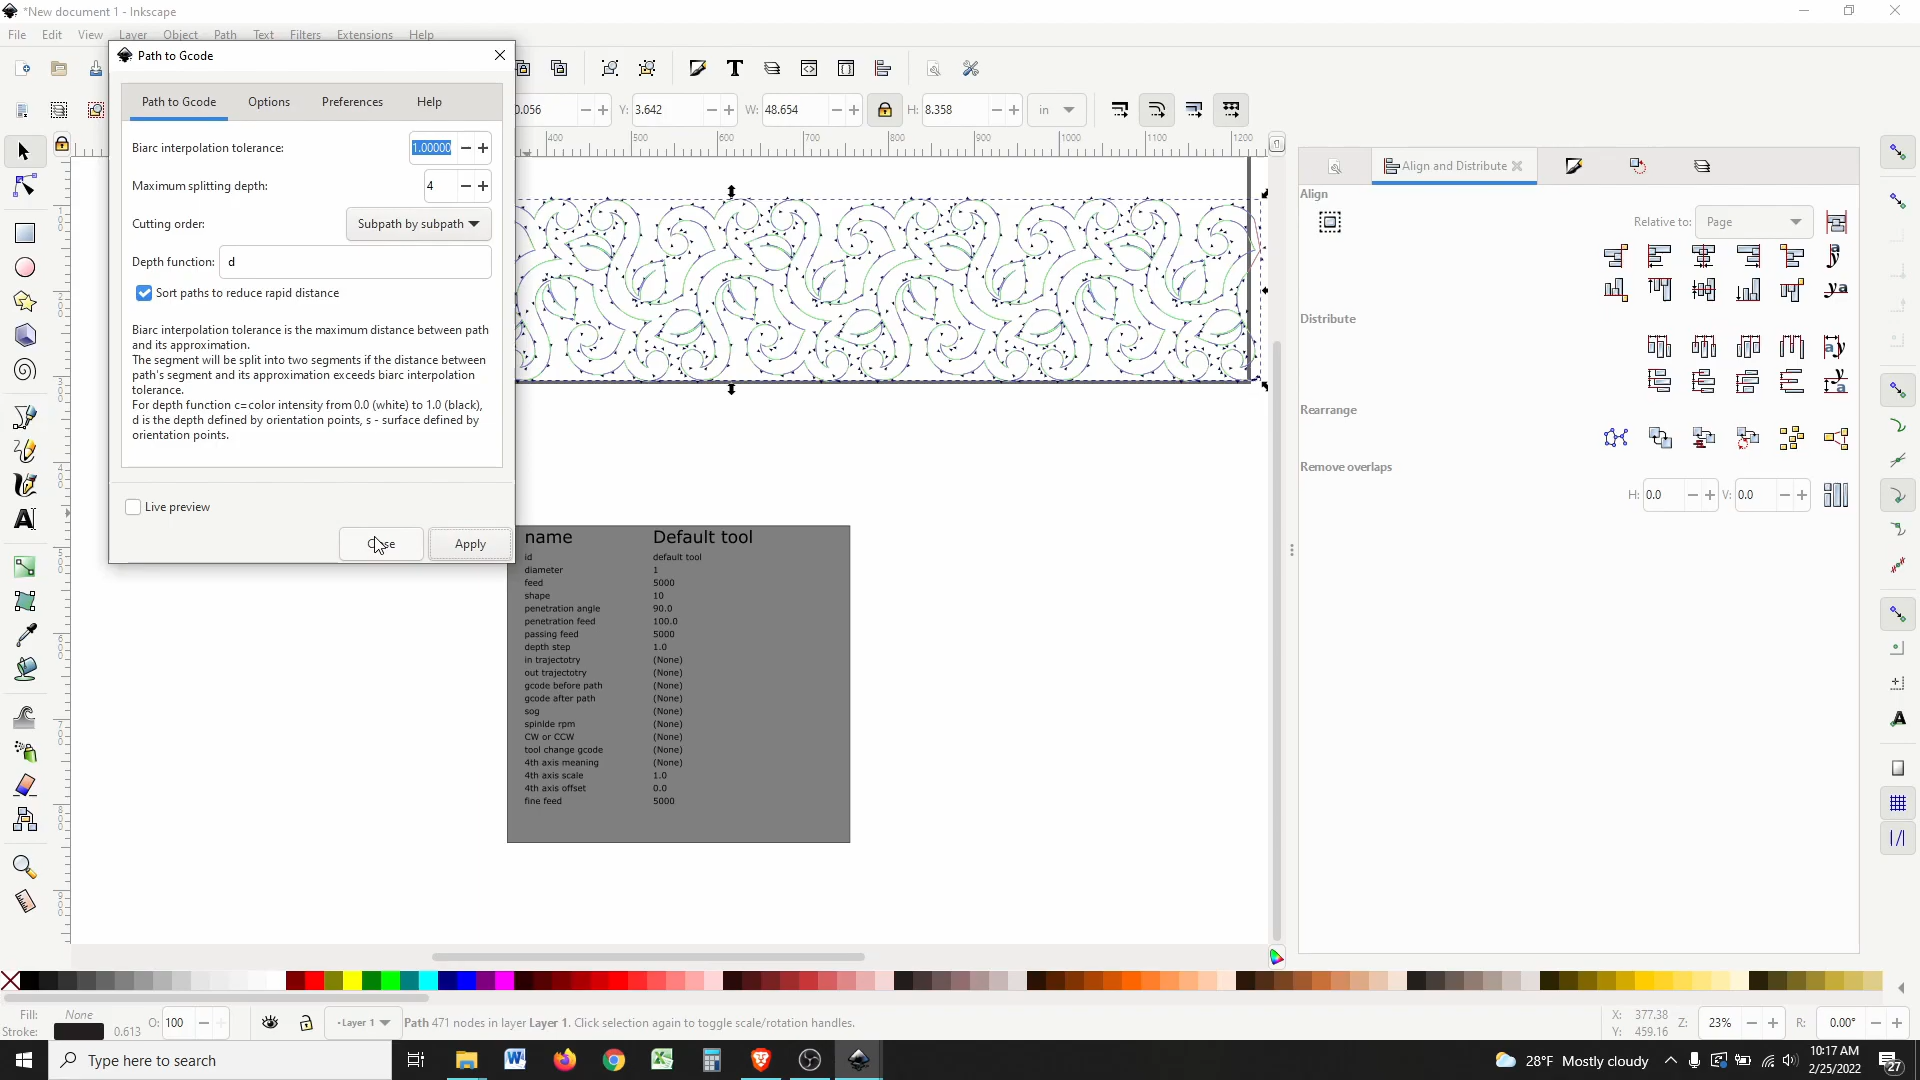 *New document 1 - Inkscape
File Edit View Layer Object Path Text Filters Extensions Help
Path to Gcode
0.056 Y: 3.642 W: 48.654 H: 8.358 in
Path to Gcode Options Preferences Help
400 500 600 700 800 900 1000 1100 1200
Biarc interpolation tolerance: 1.00000
Maximum splitting depth: 4
Cutting order: Subpath by subpath
Depth function: d
Sort paths to reduce rapid distance
Biarc interpolation tolerance is the maximum distance between path
and its approximation.
The segment will be split into two segments if the distance between
path's segment and its approximation exceeds biarc interpolation
tolerance.
For depth function c=color intensity from 0.0 (white) to 1.0 (black),
d is the depth defined by orientation points, s - surface defined by
orientation points.
Live preview
Apply
Align and Distribute
Align
Relative to: Page
Distribute
Rearrange
Remove overlaps
H: 0.0 V: 0.0
name Default tool
id default tool
diameter 1
feed 5000
shape 10
penetration angle 90.0
penetration feed 100.0
passing feed 5000
depth step 1.0
in trajectotry (None)
out trajectotry (None)
gcode before path (None)
gcode after path (None)
sog (None)
spinlde rpm (None)
CW or CCW (None)
tool change gcode (None)
4th axis meaning (None)
4th axis scale 1.0
4th axis offset 0.0
fine feed 5000
Fill: None
Stroke: 0.613 O: 100
Layer 1
Path 471 nodes in layer Layer 1. Click selection again to toggle scale/rotation handles.
X: 377.38
Y: 459.16
Z: 23% R: 0.00°
Type here to search
28°F Mostly cloudy
10:17 AM
2/25/2022
27